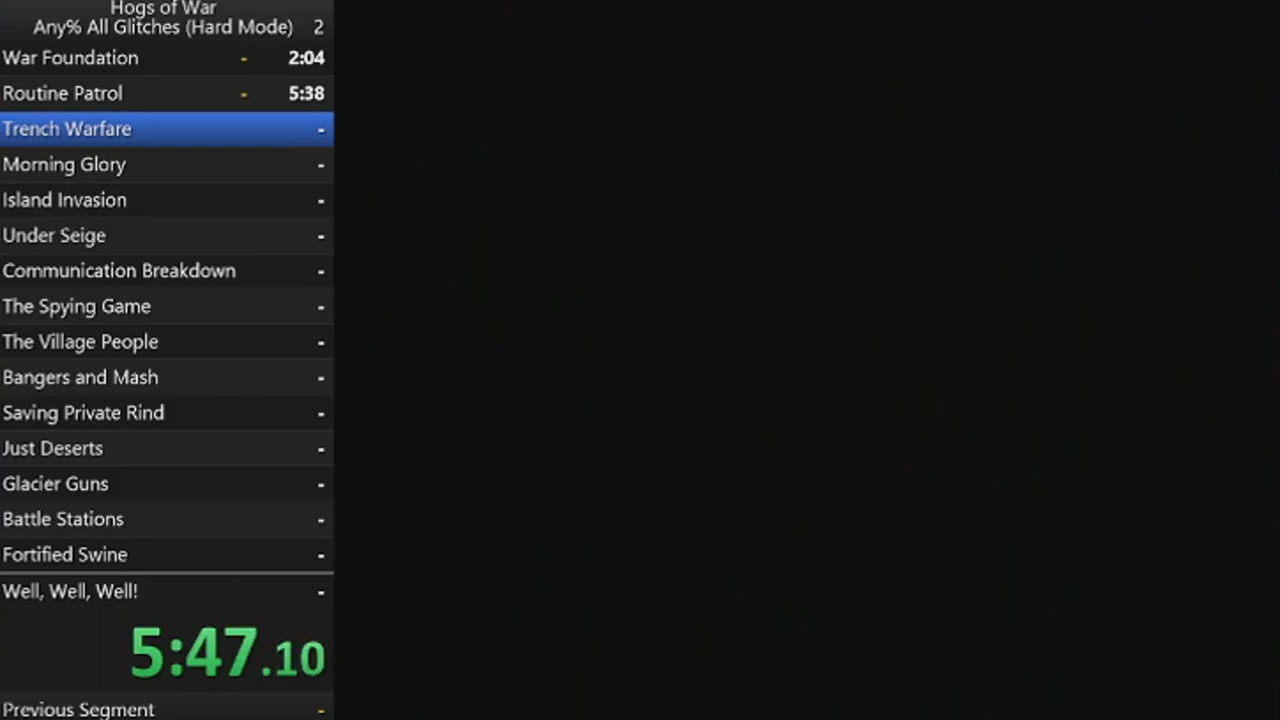 Hogs of War
Any% All Glitches (Hard Mode) 2
War Foundation - 2:04
Routine Patrol - 5:38
Trench Warfare -
Morning Glory -
Island Invasion -
Under Seige -
Communication Breakdown -
The Spying Game -
The Village People -
Bangers and Mash -
Saving Private Rind -
Just Deserts -
Glacier Guns -
Battle Stations -
Fortified Swine -
Well, Well, Well! -
5:47.10
Previous Segment -